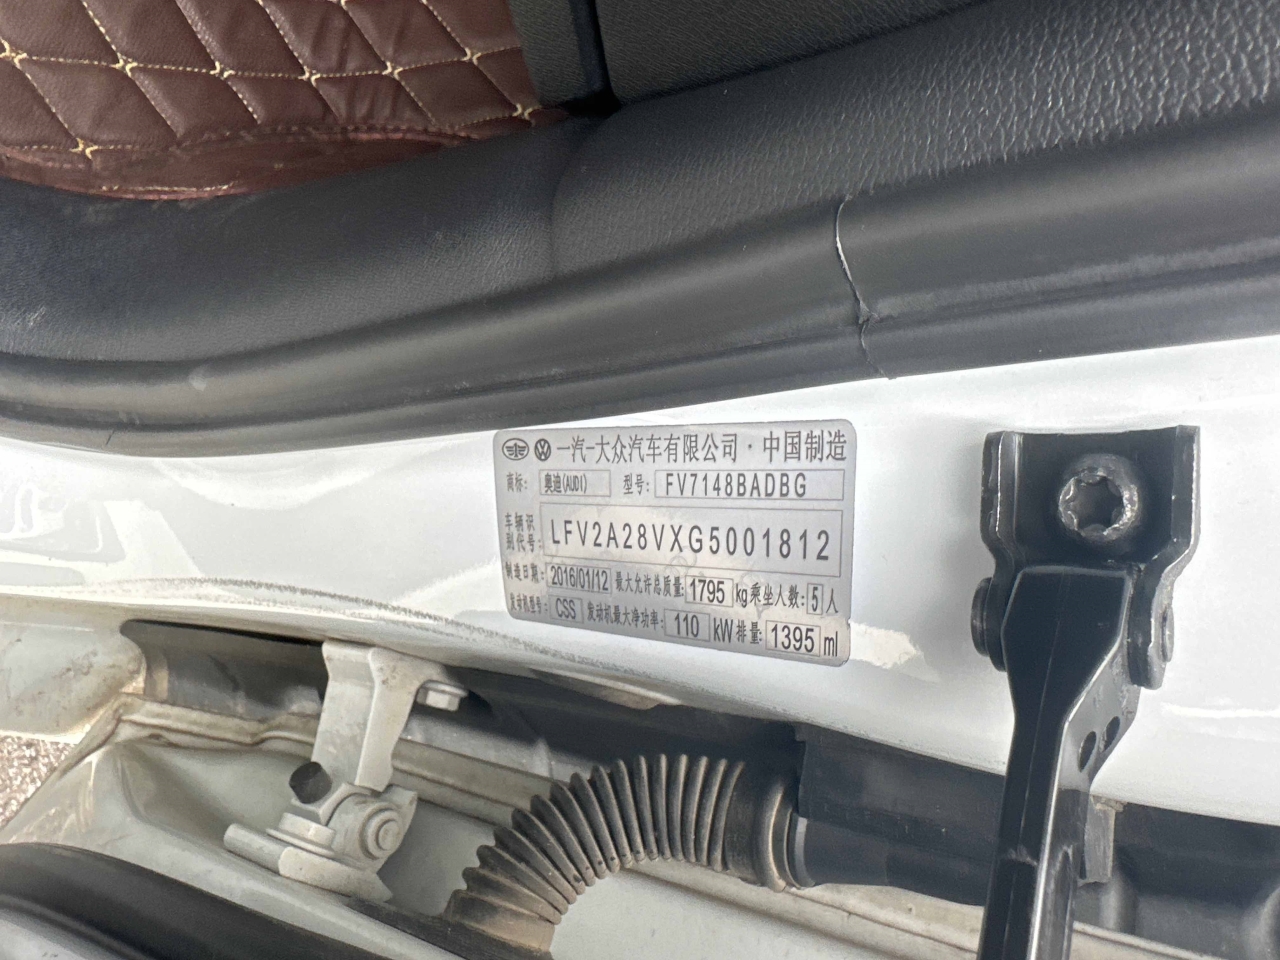 一汽一大众汽车有限公司·中国制造
商标: 奥迪(AUDI) 型号: FV7148BADBG
车辆识别代号: LFV2A28VXG5001812
制造日期: 2016/01/12 最大允许总质量: 1795 kg 乘坐人数: 5 人
发动机型号: CSS 发动机最大净功率: 110 kW 排量: 1395 ml